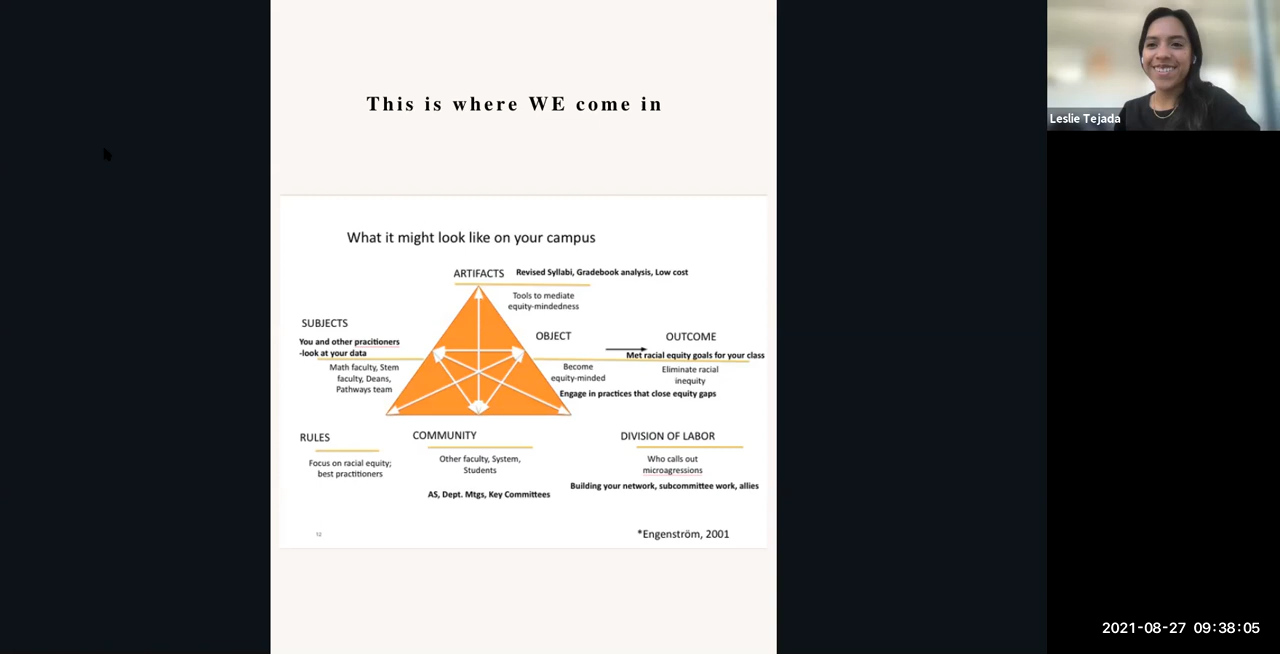 This is where WE come in
Leslie Tejada
What it might look like on your campus
ARTIFACTS
Revised Syllabi, Gradebook analysis, Low cost
Tools to mediate
equity-mindedness
SUBJECTS
You and other pracitioners
-look at your data
Math faculty, Stem
faculty, Deans,
Pathways team
OBJECT
Become
equity-minded
Engage in practices that close equity gaps
OUTCOME
Met racial equity goals for your class
Eliminate racial
inequity
RULES
Focus on racial equity;
best practitioners
COMMUNITY
Other faculty, System,
Students
AS, Dept. Mtgs, Key Committees
DIVISION OF LABOR
Who calls out
microagressions
Building your network, subcommittee work, allies
12
*Engenström, 2001
2021-08-27 09:38:05